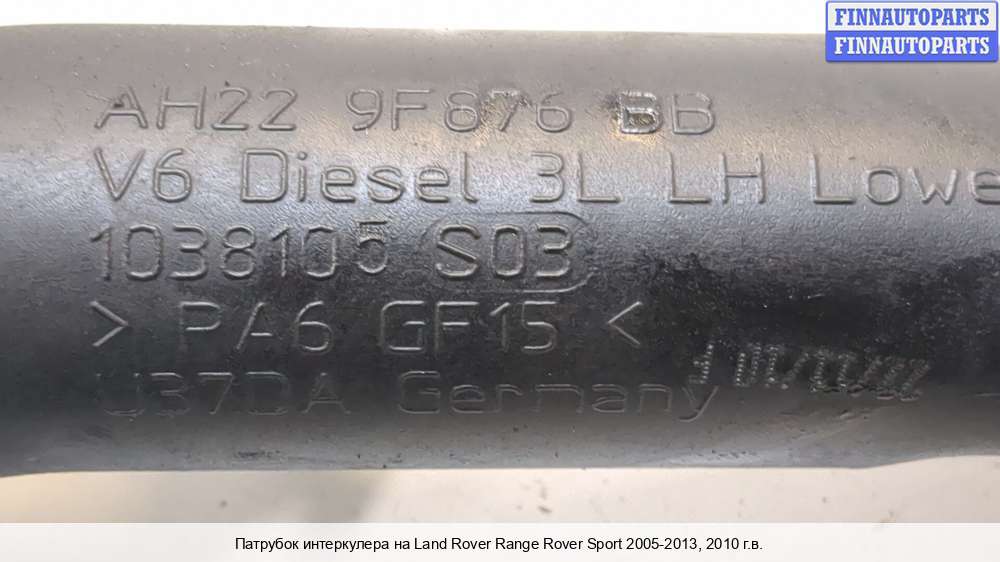 FINNAUTOPARTS
FINNAUTOPARTS
AH22 9F876 BB
V6 Diesel 3L LH Lowe
1038105 S03
> PA6 GF15 <
U37DA Germany
Патрубок интеркулера на Land Rover Range Rover Sport 2005-2013, 2010 г.в.